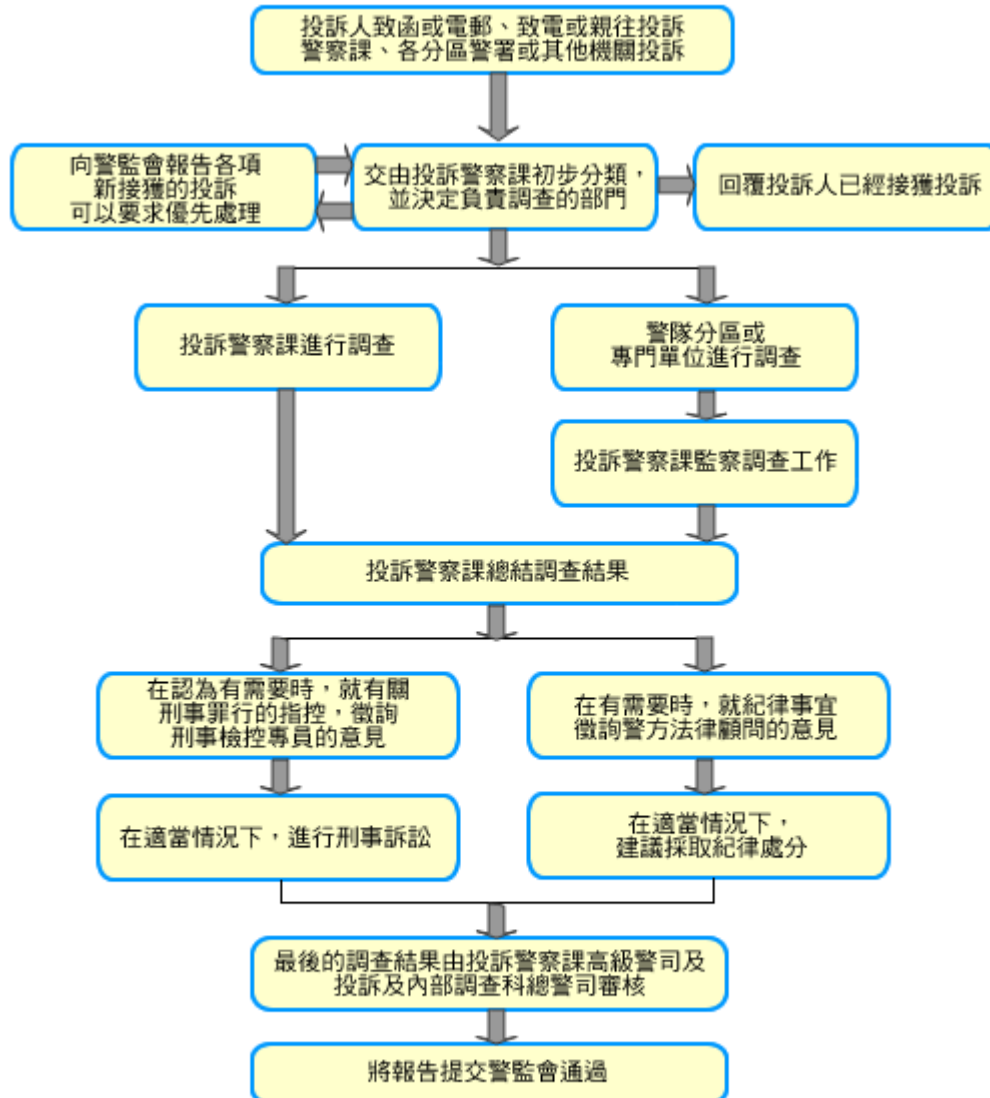 投訴人致函或電郵、致電或親往投訴
警察課、各分區警署或其他機關投訴
向警監會報告各項
新接獲的投訴
可以要求優先處理
交由投訴警察課初步分類，
並決定負責調查的部門
回覆投訴人已經接獲投訴
投訴警察課進行調查
警隊分區或
專門單位進行調查
投訴警察課監察調查工作
投訴警察課總結調查結果
在認為有需要時，就有關
刑事罪行的指控，徵詢
刑事檢控專員的意見
在有需要時，就紀律事宜
徵詢警方法律顧問的意見
在適當情況下，進行刑事訴訟
在適當情況下，
建議採取紀律處分
最後的調查結果由投訴警察課高級警司及
投訴及內部調查科總警司審核
將報告提交警監會通過